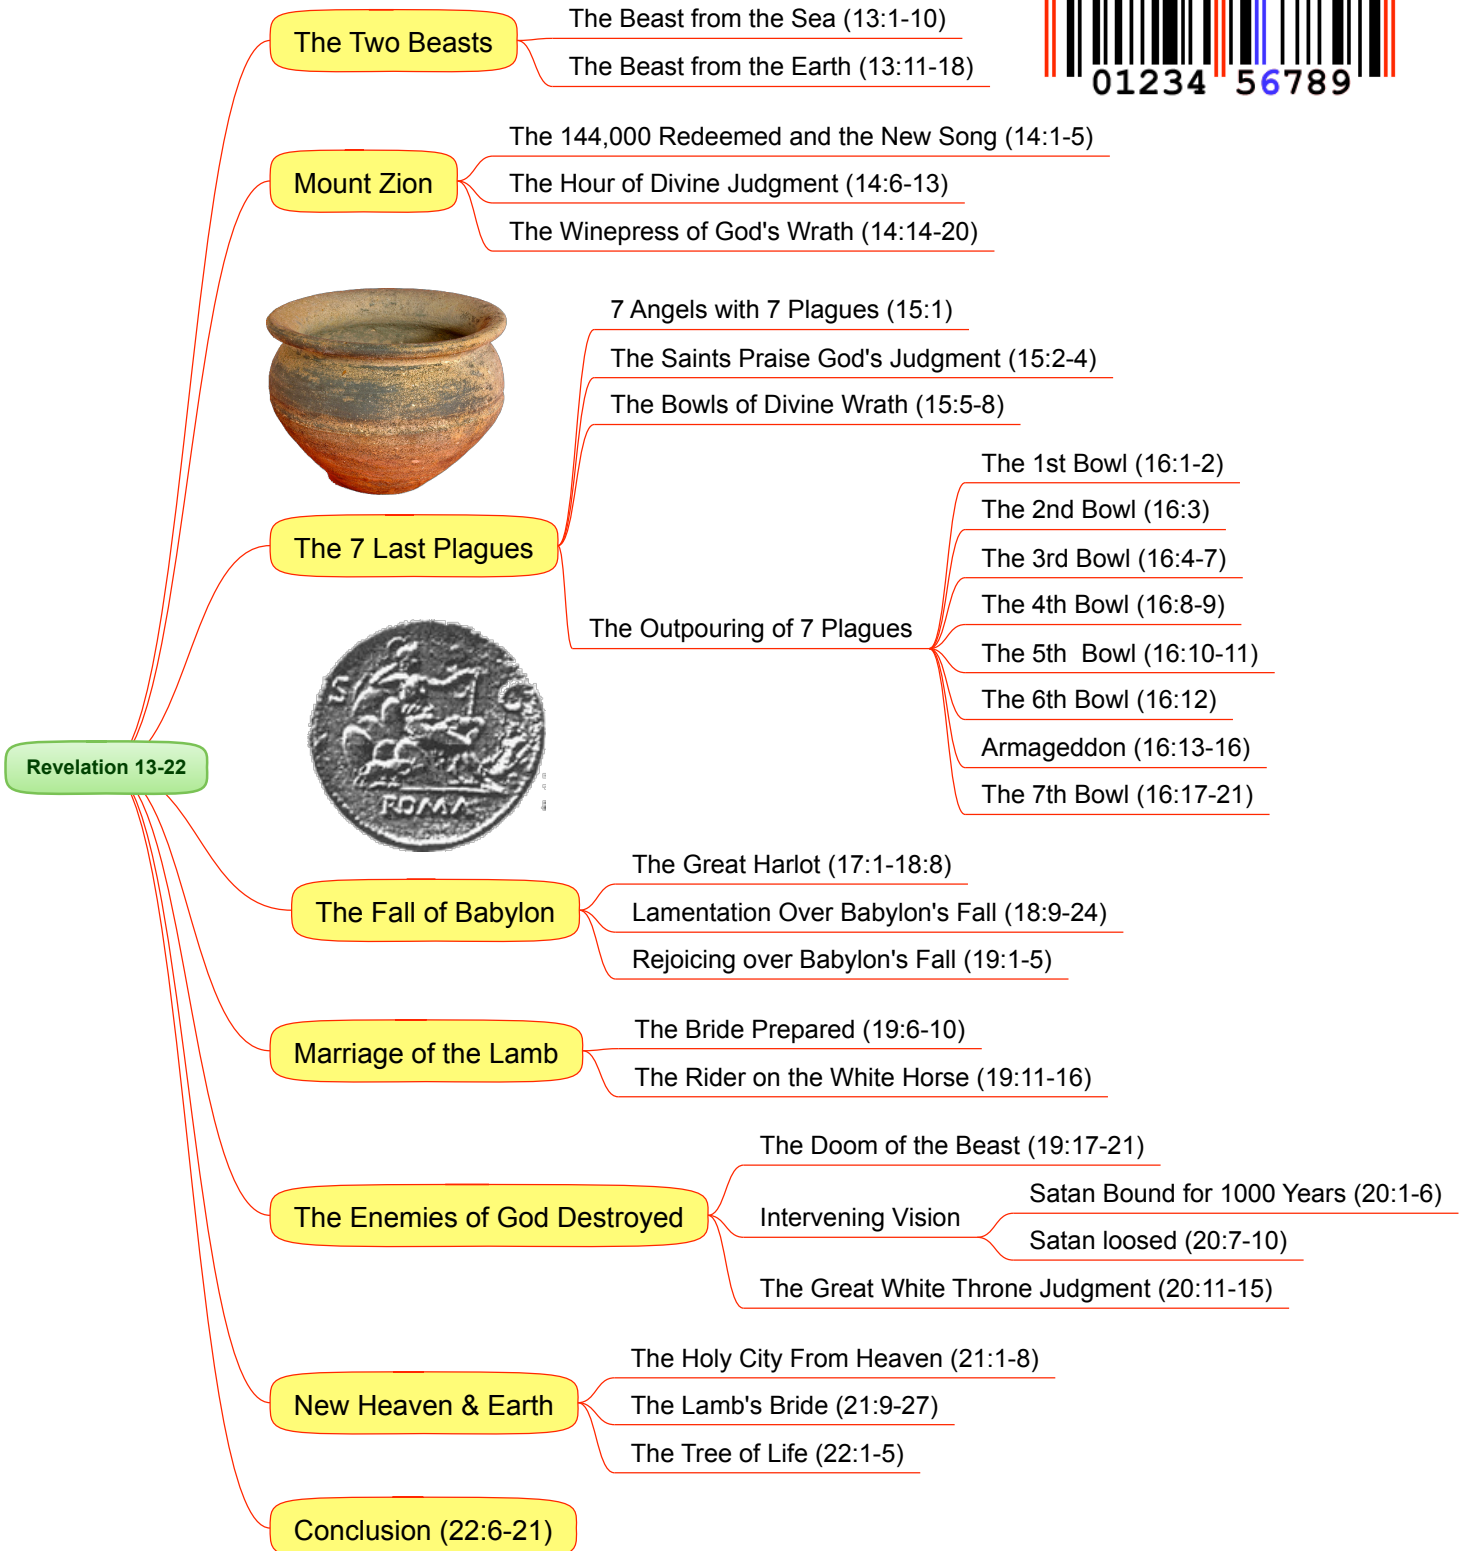 The Two Beasts
The Beast from the Sea (13:1-10)
The Beast from the Earth (13:11-18)
01234 56789
Mount Zion
The 144,000 Redeemed and the New Song (14:1-5)
The Hour of Divine Judgment (14:6-13)
The Winepress of God's Wrath (14:14-20)
The 7 Last Plagues
7 Angels with 7 Plagues (15:1)
The Saints Praise God's Judgment (15:2-4)
The Bowls of Divine Wrath (15:5-8)
The Outpouring of 7 Plagues
The 1st Bowl (16:1-2)
The 2nd Bowl (16:3)
The 3rd Bowl (16:4-7)
The 4th Bowl (16:8-9)
The 5th  Bowl (16:10-11)
The 6th Bowl (16:12)
Armageddon (16:13-16)
The 7th Bowl (16:17-21)
S
C
ROMA
Revelation 13-22
The Fall of Babylon
The Great Harlot (17:1-18:8)
Lamentation Over Babylon's Fall (18:9-24)
Rejoicing over Babylon's Fall (19:1-5)
Marriage of the Lamb
The Bride Prepared (19:6-10)
The Rider on the White Horse (19:11-16)
The Enemies of God Destroyed
The Doom of the Beast (19:17-21)
Intervening Vision
Satan Bound for 1000 Years (20:1-6)
Satan loosed (20:7-10)
The Great White Throne Judgment (20:11-15)
New Heaven & Earth
The Holy City From Heaven (21:1-8)
The Lamb's Bride (21:9-27)
The Tree of Life (22:1-5)
Conclusion (22:6-21)